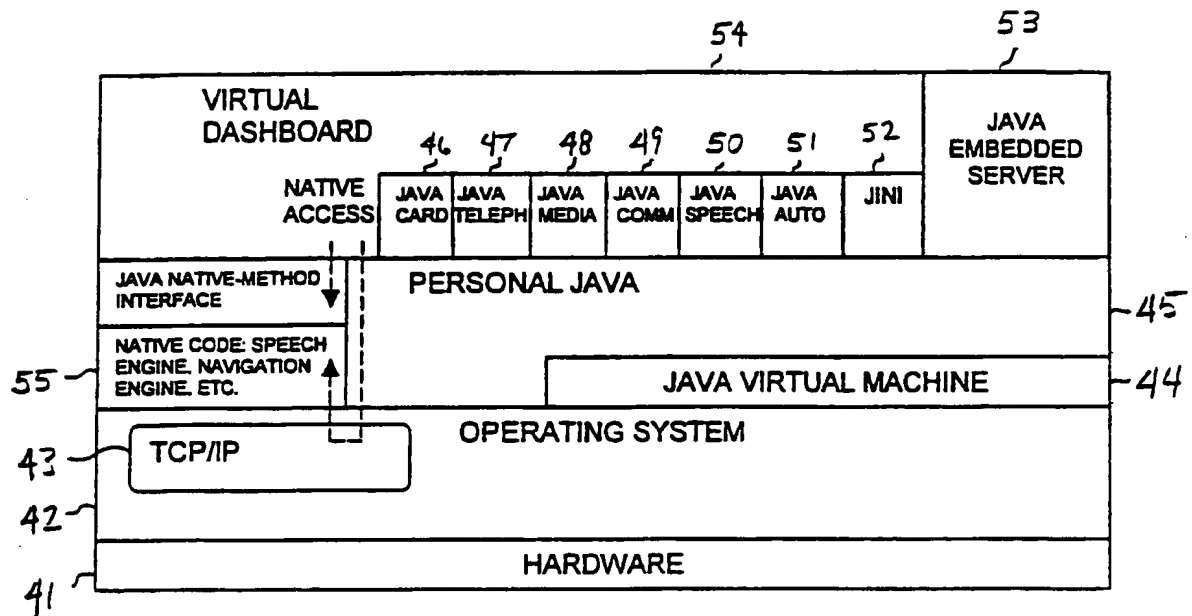 54
53
VIRTUAL
DASHBOARD
46
47
48
49
50
51
52
JAVA
EMBEDDED
SERVER
NATIVE
ACCESS
JAVA
CARD
JAVA
TELEPH
JAVA
MEDIA
JAVA
COMM
JAVA
SPEECH
JAVA
AUTO
JINI
JAVA NATIVE-METHOD
INTERFACE
PERSONAL JAVA
45
NATIVE CODE: SPEECH
ENGINE, NAVIGATION
ENGINE, ETC.
55
JAVA VIRTUAL MACHINE
44
OPERATING SYSTEM
TCP/IP
43
42
HARDWARE
41